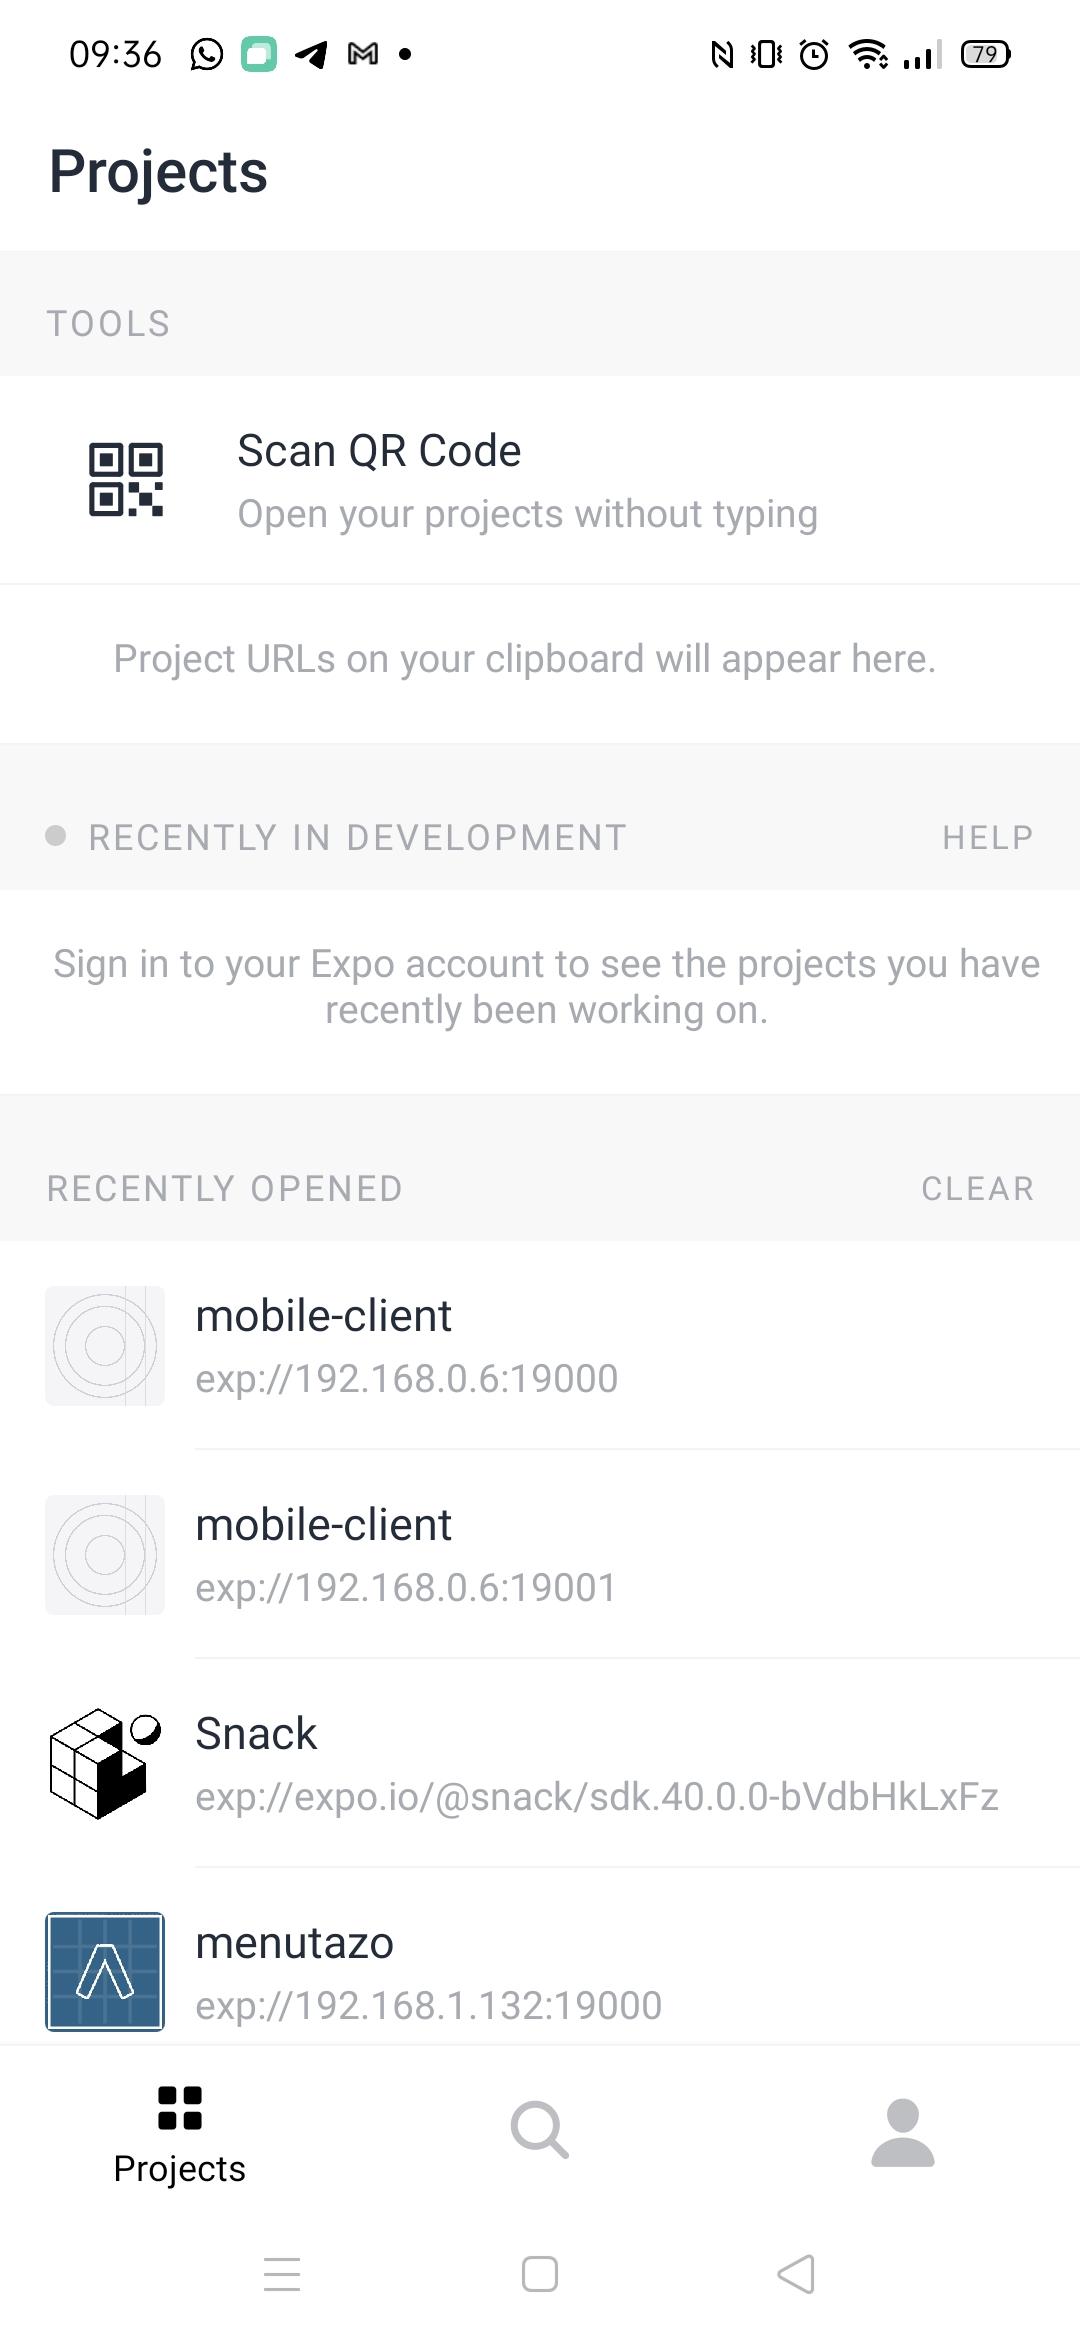 09:36
79
Projects
TOOLS
Scan QR Code
Open your projects without typing
Project URLs on your clipboard will appear here.
RECENTLY IN DEVELOPMENT HELP
Sign in to your Expo account to see the projects you have
recently been working on.
RECENTLY OPENED CLEAR
mobile-client
exp://192.168.0.6:19000
mobile-client
exp://192.168.0.6:19001
Snack
exp://expo.io/@snack/sdk.40.0.0-bVdbHkLxFz
menutazo
exp://192.168.1.132:19000
Projects